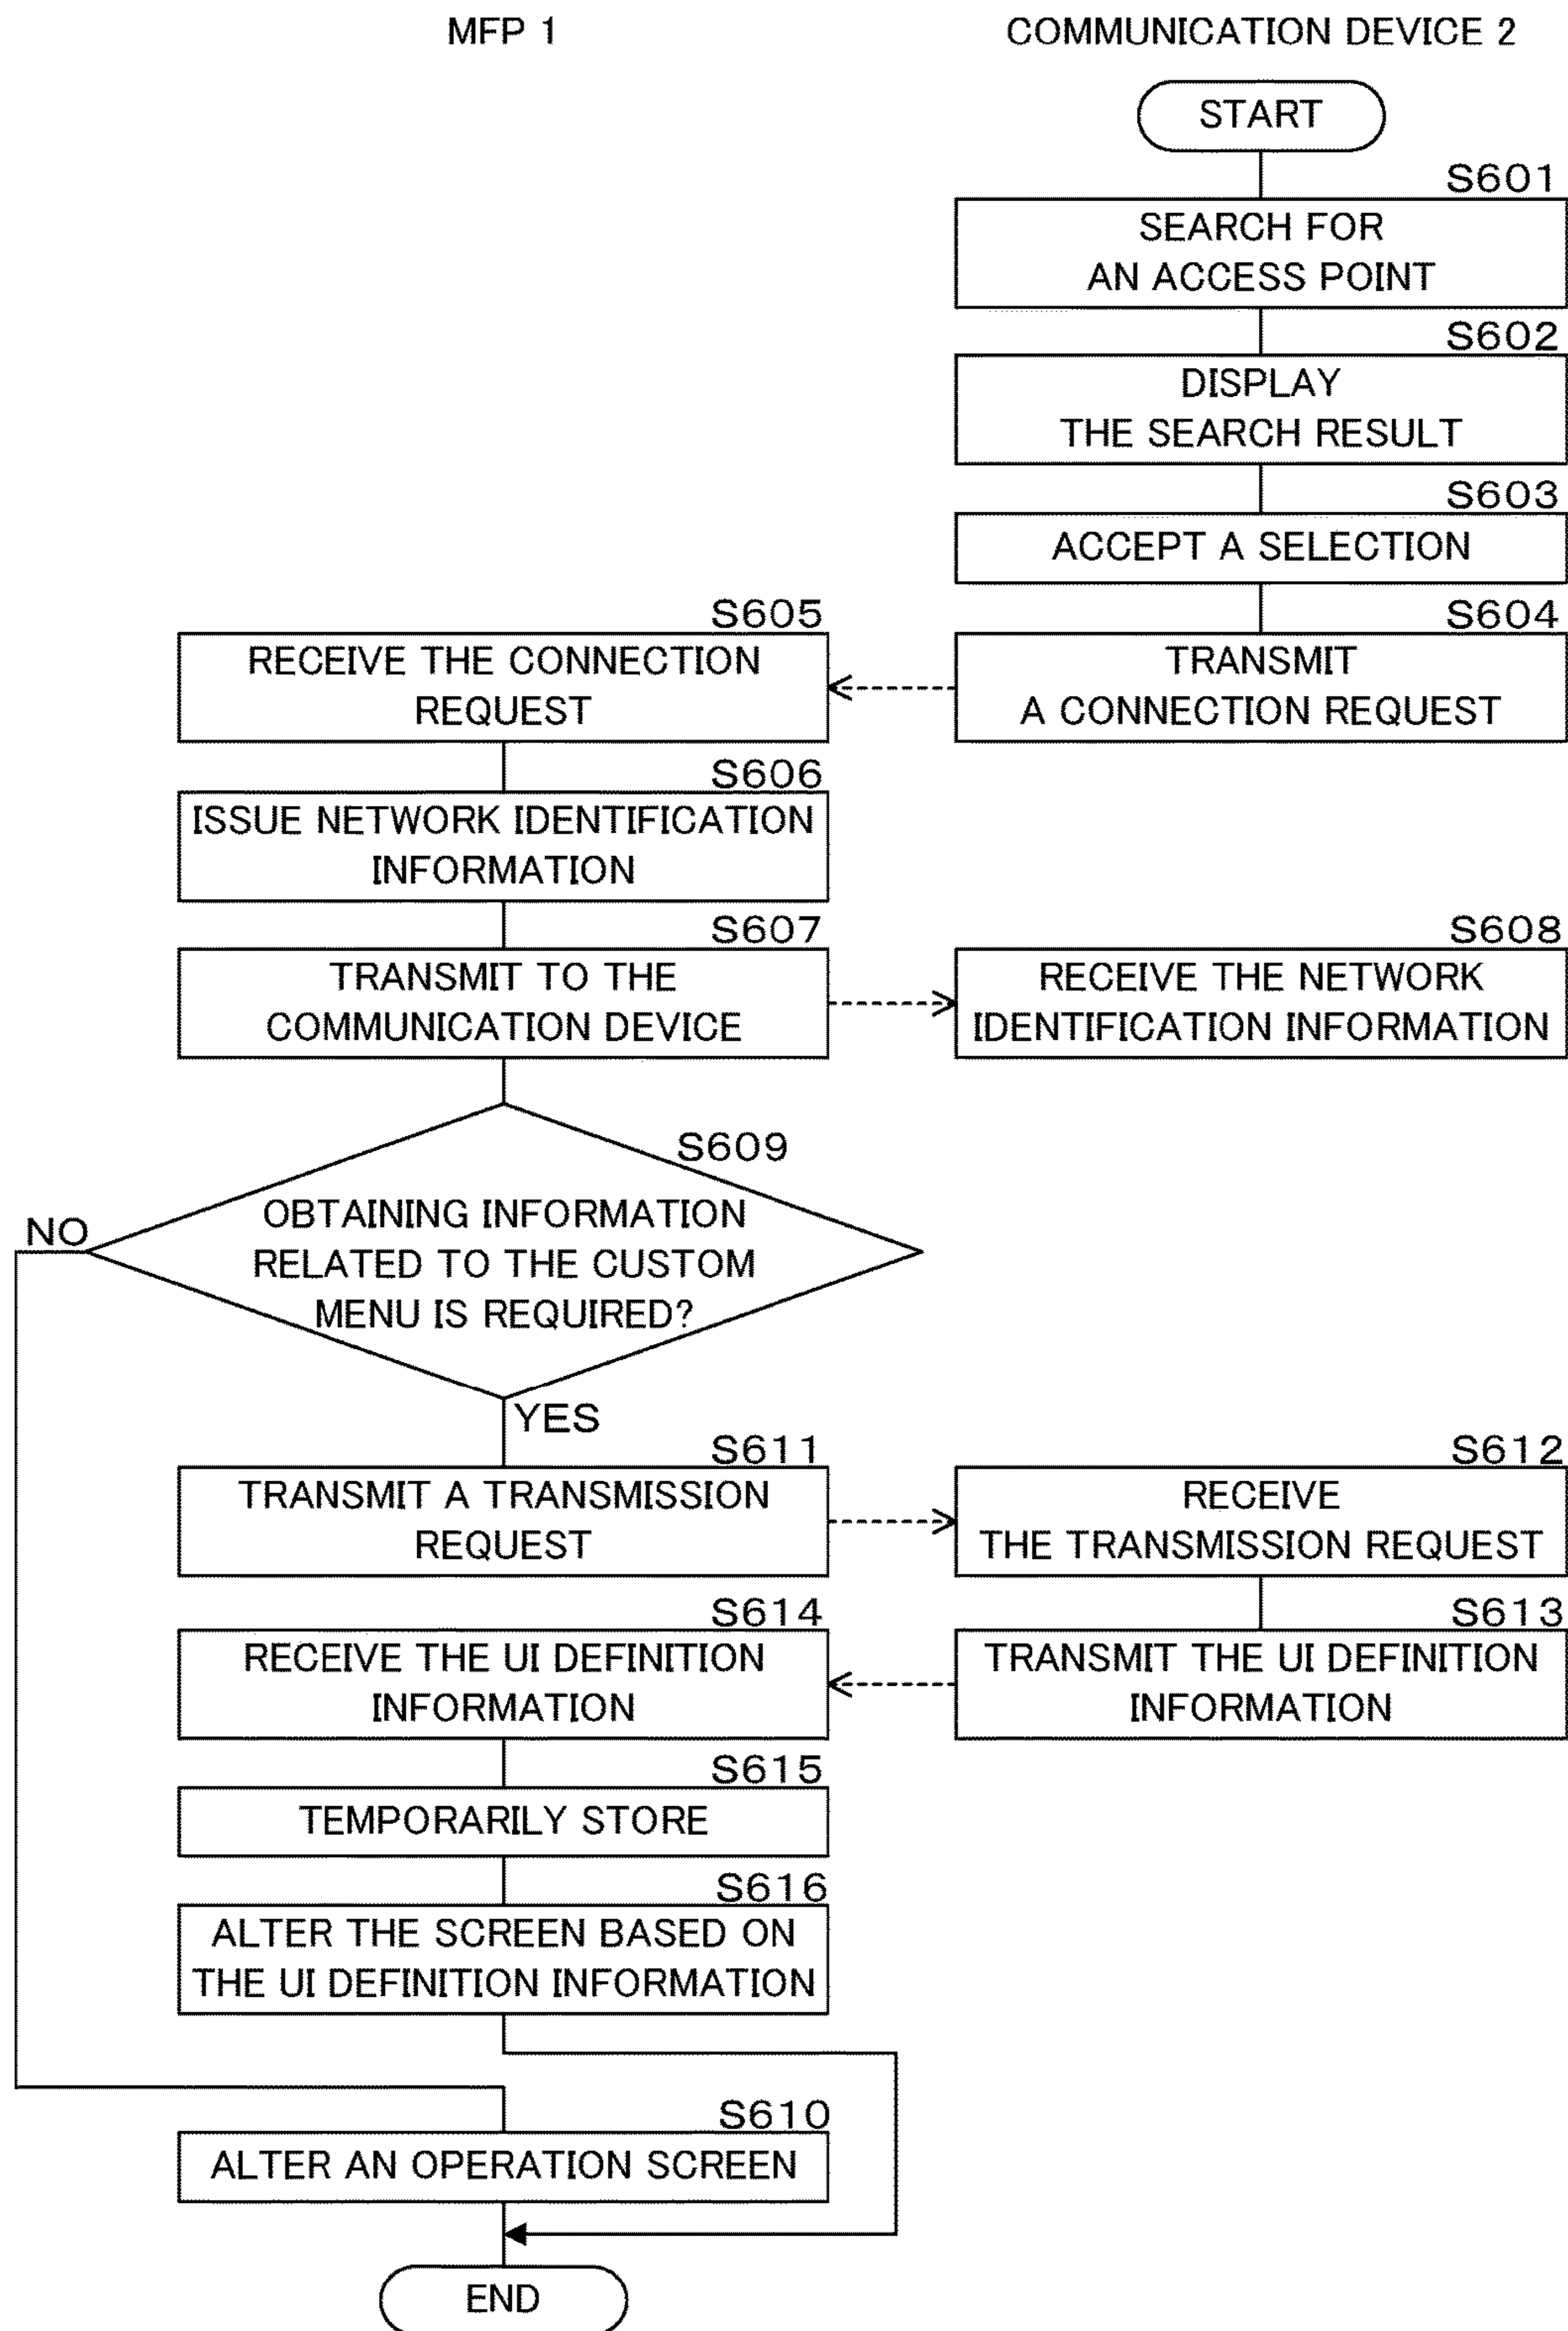 MFP 1
COMMUNICATION DEVICE 2
START
S601
SEARCH FOR
AN ACCESS POINT
S602
DISPLAY
THE SEARCH RESULT
S603
ACCEPT A SELECTION
S604
TRANSMIT
A CONNECTION REQUEST
S605
RECEIVE THE CONNECTION
REQUEST
S606
ISSUE NETWORK IDENTIFICATION
INFORMATION
S607
TRANSMIT TO THE
COMMUNICATION DEVICE
S608
RECEIVE THE NETWORK
IDENTIFICATION INFORMATION
S609
OBTAINING INFORMATION
RELATED TO THE CUSTOM
MENU IS REQUIRED?
NO
YES
S611
TRANSMIT A TRANSMISSION
REQUEST
S612
RECEIVE
THE TRANSMISSION REQUEST
S613
TRANSMIT THE UI DEFINITION
INFORMATION
S614
RECEIVE THE UI DEFINITION
INFORMATION
S615
TEMPORARILY STORE
S616
ALTER THE SCREEN BASED ON
THE UI DEFINITION INFORMATION
S610
ALTER AN OPERATION SCREEN
END